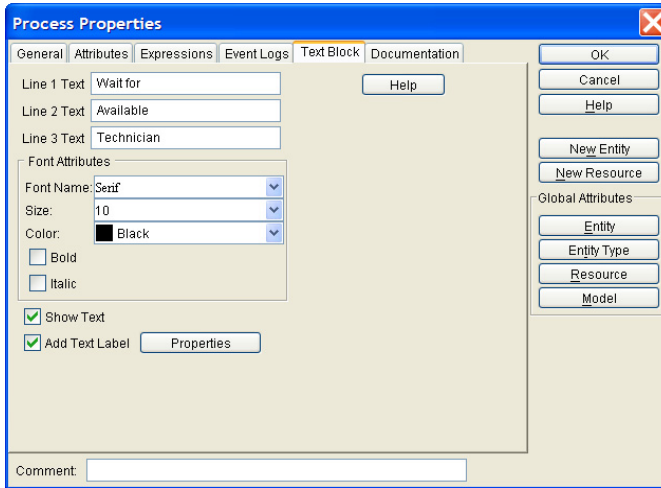 Process Properties
General Attributes Expressions Event Logs Text Block Documentation
Line 1 Text Wait for
Help
Line 2 Text Available
Line 3 Text Technician
Font Attributes
Font Name: Serif
Size: 10
Color: Black
Bold
Italic
Show Text
Add Text Label Properties
Comment:
OK
Cancel
Help
New Entity
New Resource
Global Attributes
Entity
Entity Type
Resource
Model